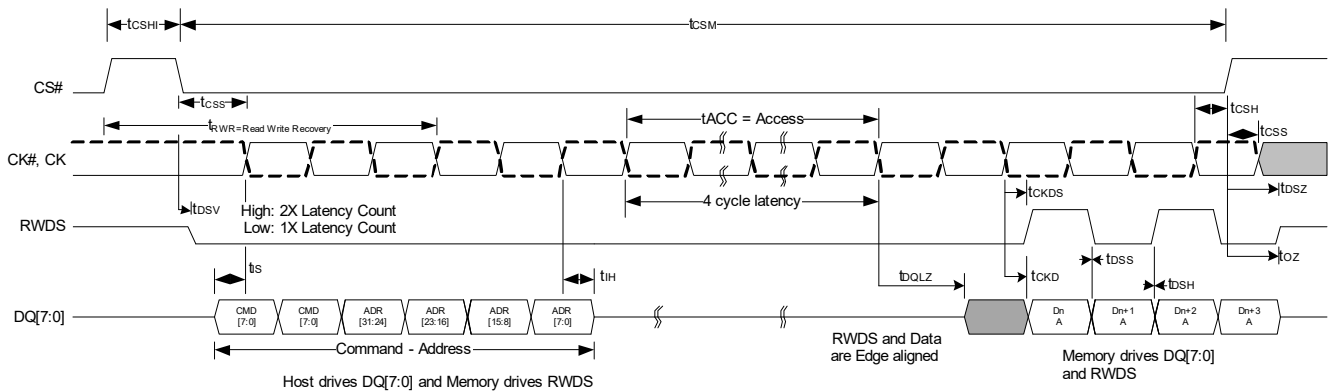 tCSHI
tCSM
CS#
tCSS
tCSH
tRWR=Read Write Recovery
tACC = Access
tCSS
CK#, CK
tDSV
High: 2X Latency Count
Low: 1X Latency Count
4 cycle latency
tCKDS
tDSZ
RWDS
tIS
tIH
tDQLZ
tCKD
tDSS
tDSH
tOZ
DQ[7:0]
CMD
[7:0]
CMD
[7:0]
ADR
[31:24]
ADR
[23:16]
ADR
[15:8]
ADR
[7:0]
Dn
A
Dn+1
A
Dn+2
A
Dn+3
A
Command - Address
RWDS and Data
are Edge aligned
Memory drives DQ[7:0]
and RWDS
Host drives DQ[7:0] and Memory drives RWDS